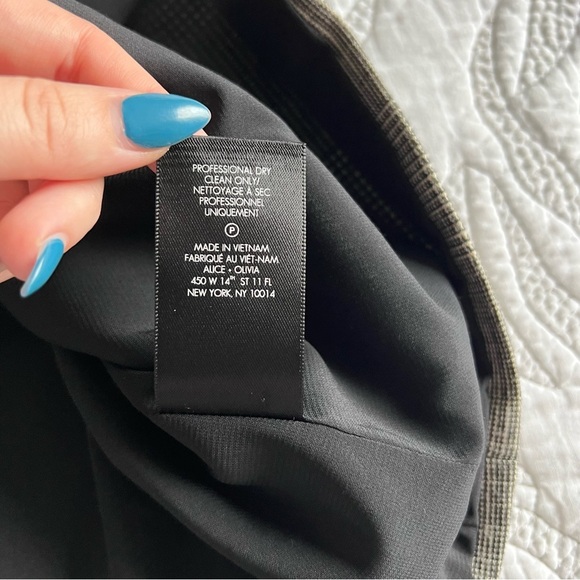 PROFESSIONAL DRY
CLEAN ONLY/
NETTOYAGE À SEC
PROFESSIONNEL
UNIQUEMENT
P
MADE IN VIETNAM
FABRIQUÉ AU VIÊT-NAM
ALICE + OLIVIA
450 W 14TH ST 11 FL
NEW YORK, NY 10014